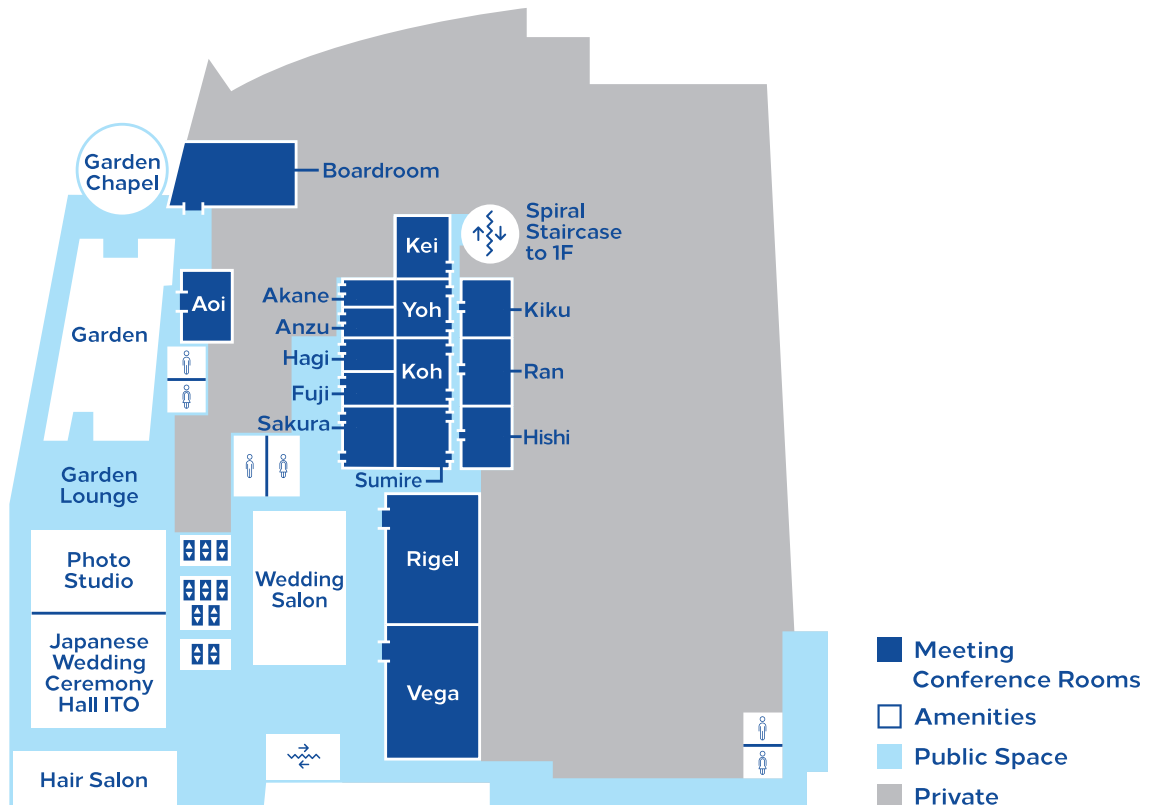 Garden
Chapel
Boardroom
Spiral
Staircase
to 1F
Kei
Aoi
Akane
Yoh
Kiku
Garden
Anzu
Hagi
Koh
Ran
Fuji
Sakura
Hishi
Sumire
Garden
Lounge
Photo
Studio
Wedding
Salon
Rigel
Japanese
Wedding
Ceremony
Hall ITO
Vega
Hair Salon
Meeting
Conference Rooms
Amenities
Public Space
Private